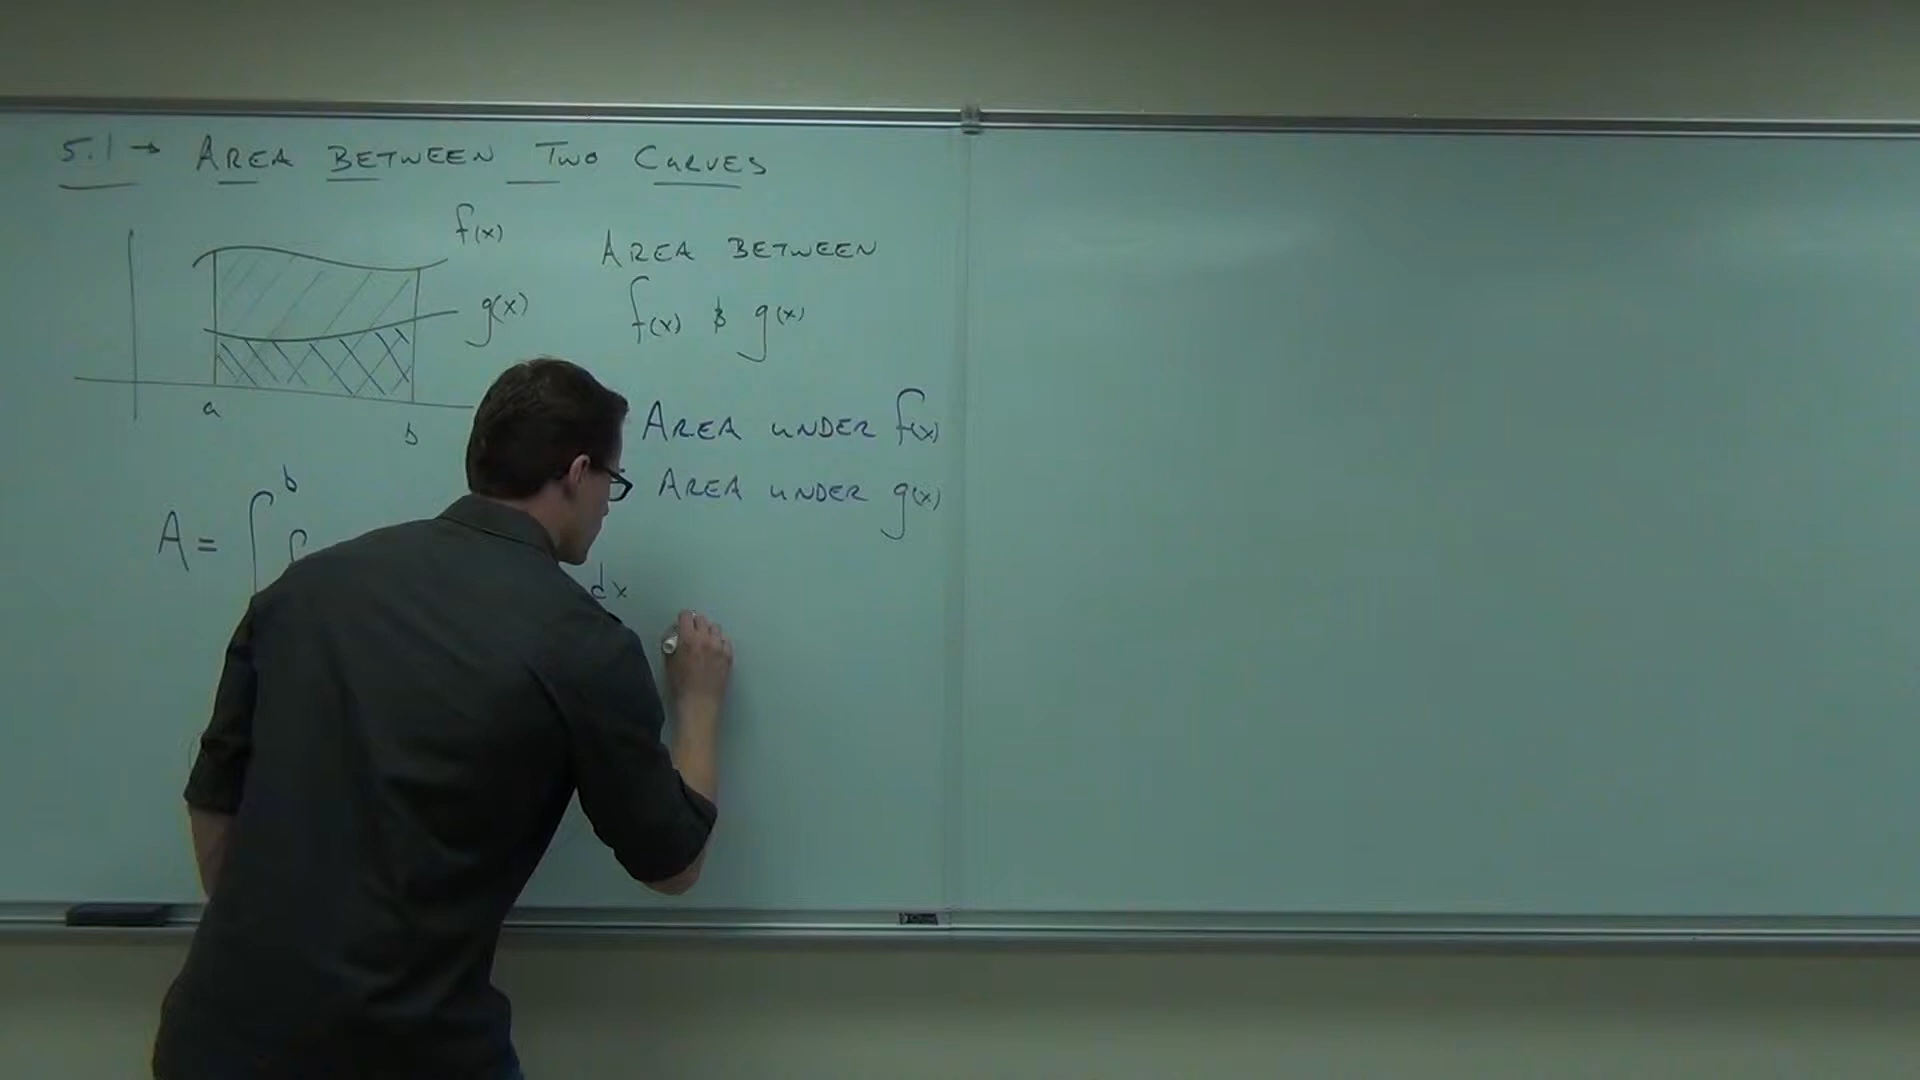 5.1 → AREA BETWEEN TWO CURVES
f(x)
g(x)
a
b
AREA BETWEEN
f(x) & g(x)
AREA UNDER f(x)
AREA UNDER g(x)
A = ∫ b
dx